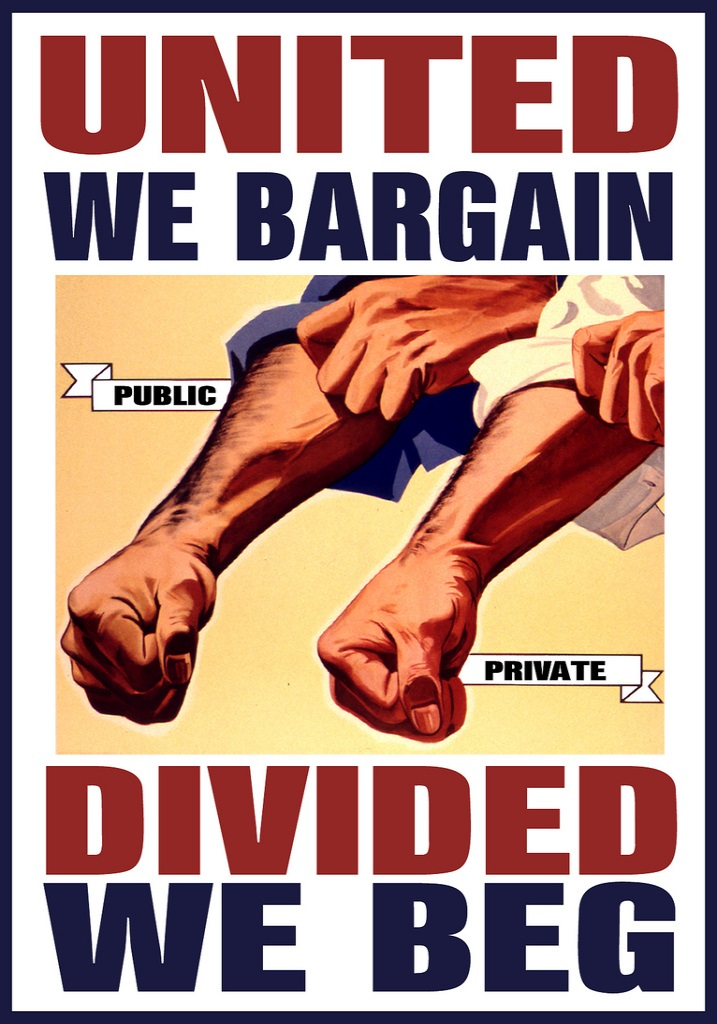 UNITED
WE BARGAIN
PUBLIC
PRIVATE
DIVIDED
WE BEG